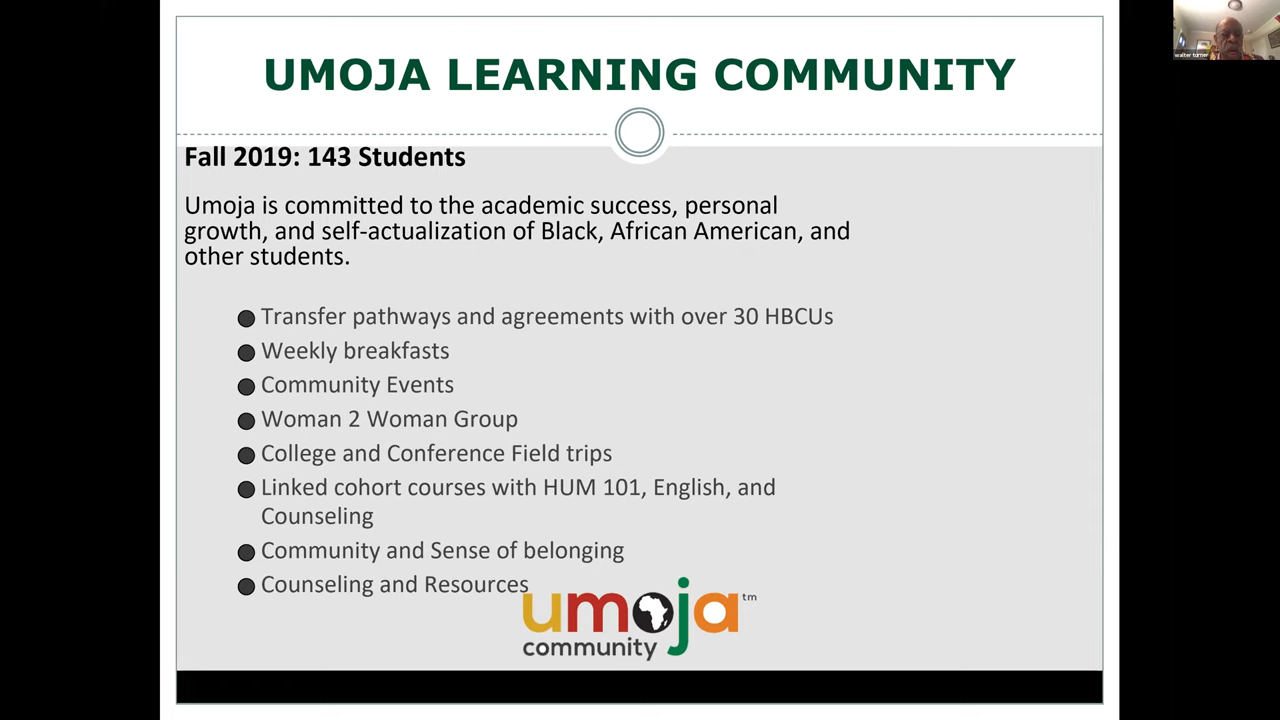 UMOJA LEARNING COMMUNITY
walter turner
Fall 2019: 143 Students
Umoja is committed to the academic success, personal
growth, and self-actualization of Black, African American, and
other students.
● Transfer pathways and agreements with over 30 HBCUs
● Weekly breakfasts
● Community Events
● Woman 2 Woman Group
● College and Conference Field trips
● Linked cohort courses with HUM 101, English, and
Counseling
● Community and Sense of belonging
● Counseling and Resources
umoja™
community